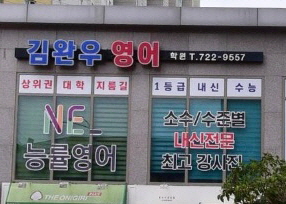 김완우 영어 학원 T.722-9557
상위권 대학 지름길 1등급 내신 수능
NE_
능률영어
소수/수준별
내신전문
최고 강사진